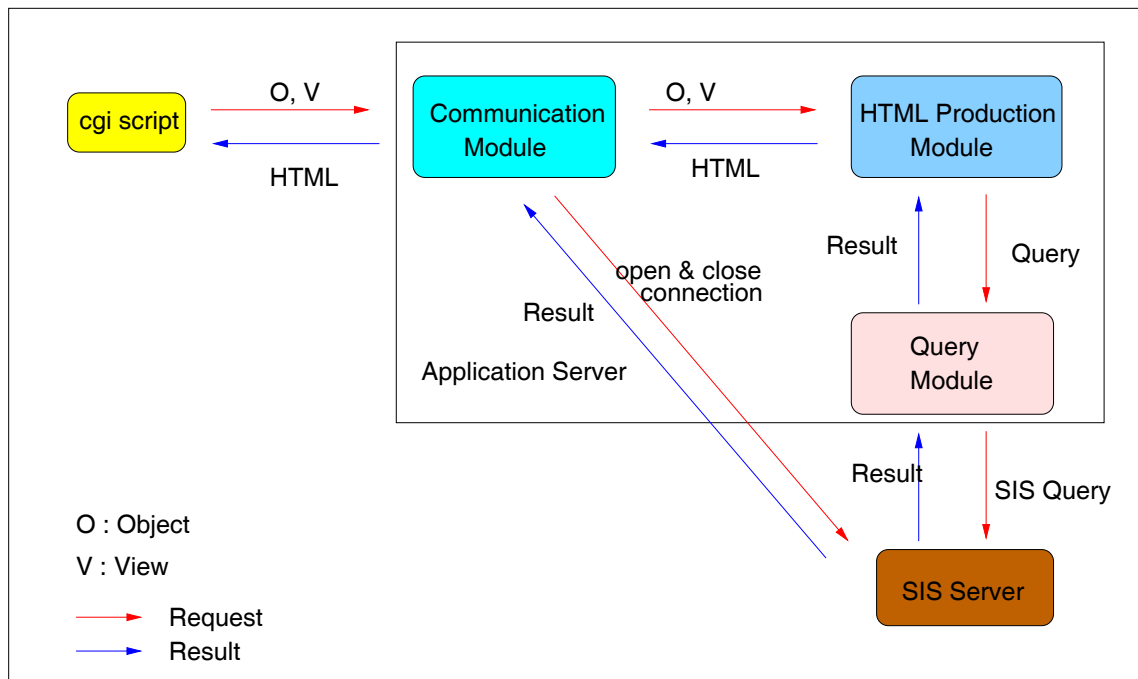 O, V
cgi script
HTML
Communication
Module
O, V
HTML
HTML Production
Module
Result
Query
open & close
connection
Result
Application Server
Query
Module
Result
SIS Query
SIS Server
O : Object
V : View
Request
Result